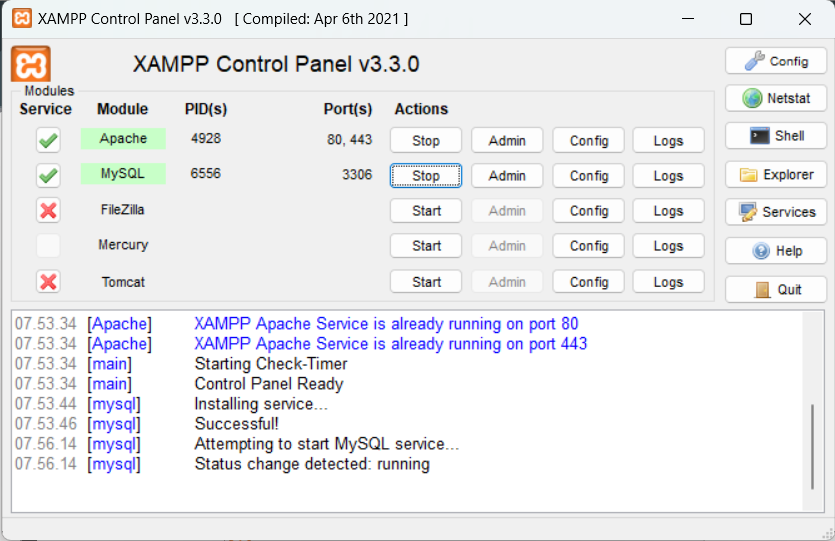 XAMPP Control Panel v3.3.0 [ Compiled: Apr 6th 2021 ]
XAMPP Control Panel v3.3.0
Config
Modules
Service Module PID(s) Port(s) Actions
Netstat
Apache 4928 80, 443 Stop Admin Config Logs
Shell
MySQL 6556 3306 Stop Admin Config Logs
Explorer
FileZilla Start Admin Config Logs
Services
Mercury Start Admin Config Logs
Help
Tomcat Start Admin Config Logs
Quit
07.53.34 [Apache] XAMPP Apache Service is already running on port 80
07.53.34 [Apache] XAMPP Apache Service is already running on port 443
07.53.34 [main] Starting Check-Timer
07.53.34 [main] Control Panel Ready
07.53.44 [mysql] Installing service...
07.53.46 [mysql] Successful!
07.56.14 [mysql] Attempting to start MySQL service...
07.56.14 [mysql] Status change detected: running